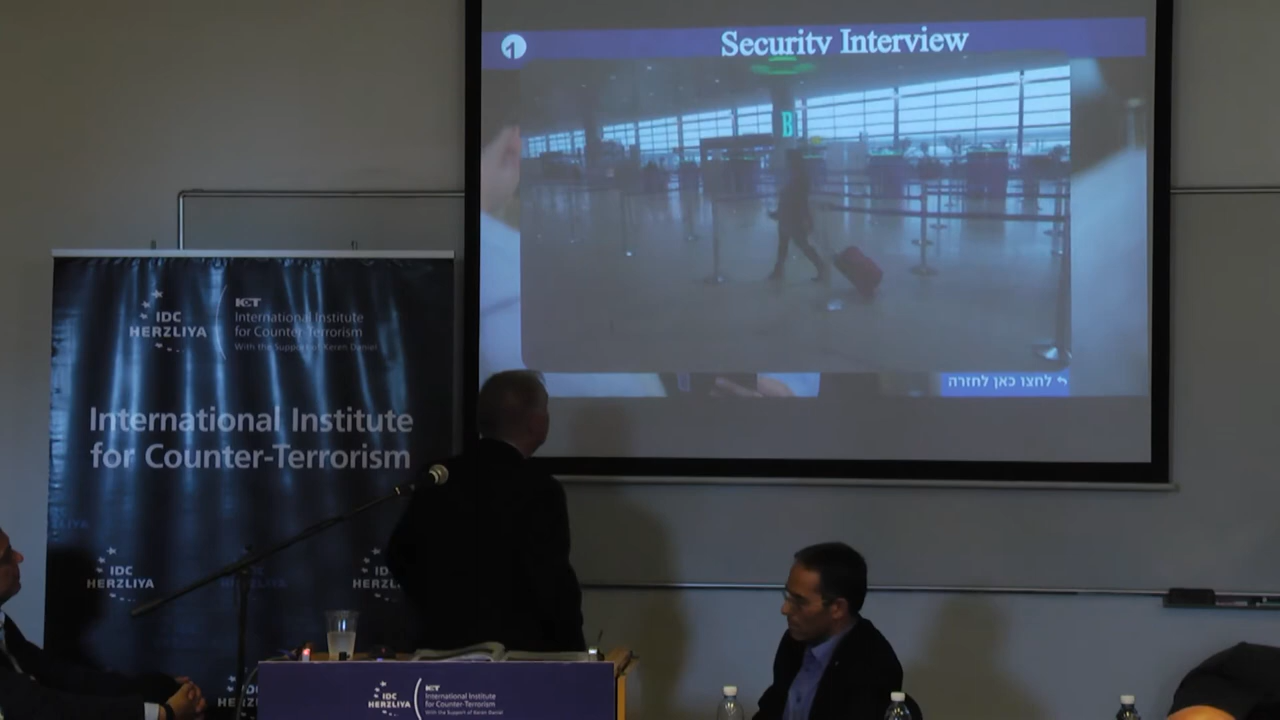 Security Interview
B
לחצו כאן לחזרה
IDC
HERZLIYA
ICT
International Institute
for Counter-Terrorism
With the Support of Keren Daniel
International Institute
for Counter-Terrorism
IDC
HERZLIYA
HERZLIYA
IDC
HERZLIYA
IDC
HERZLIYA
ICT
International Institute
for Counter-Terrorism
With the Support of Keren Daniel